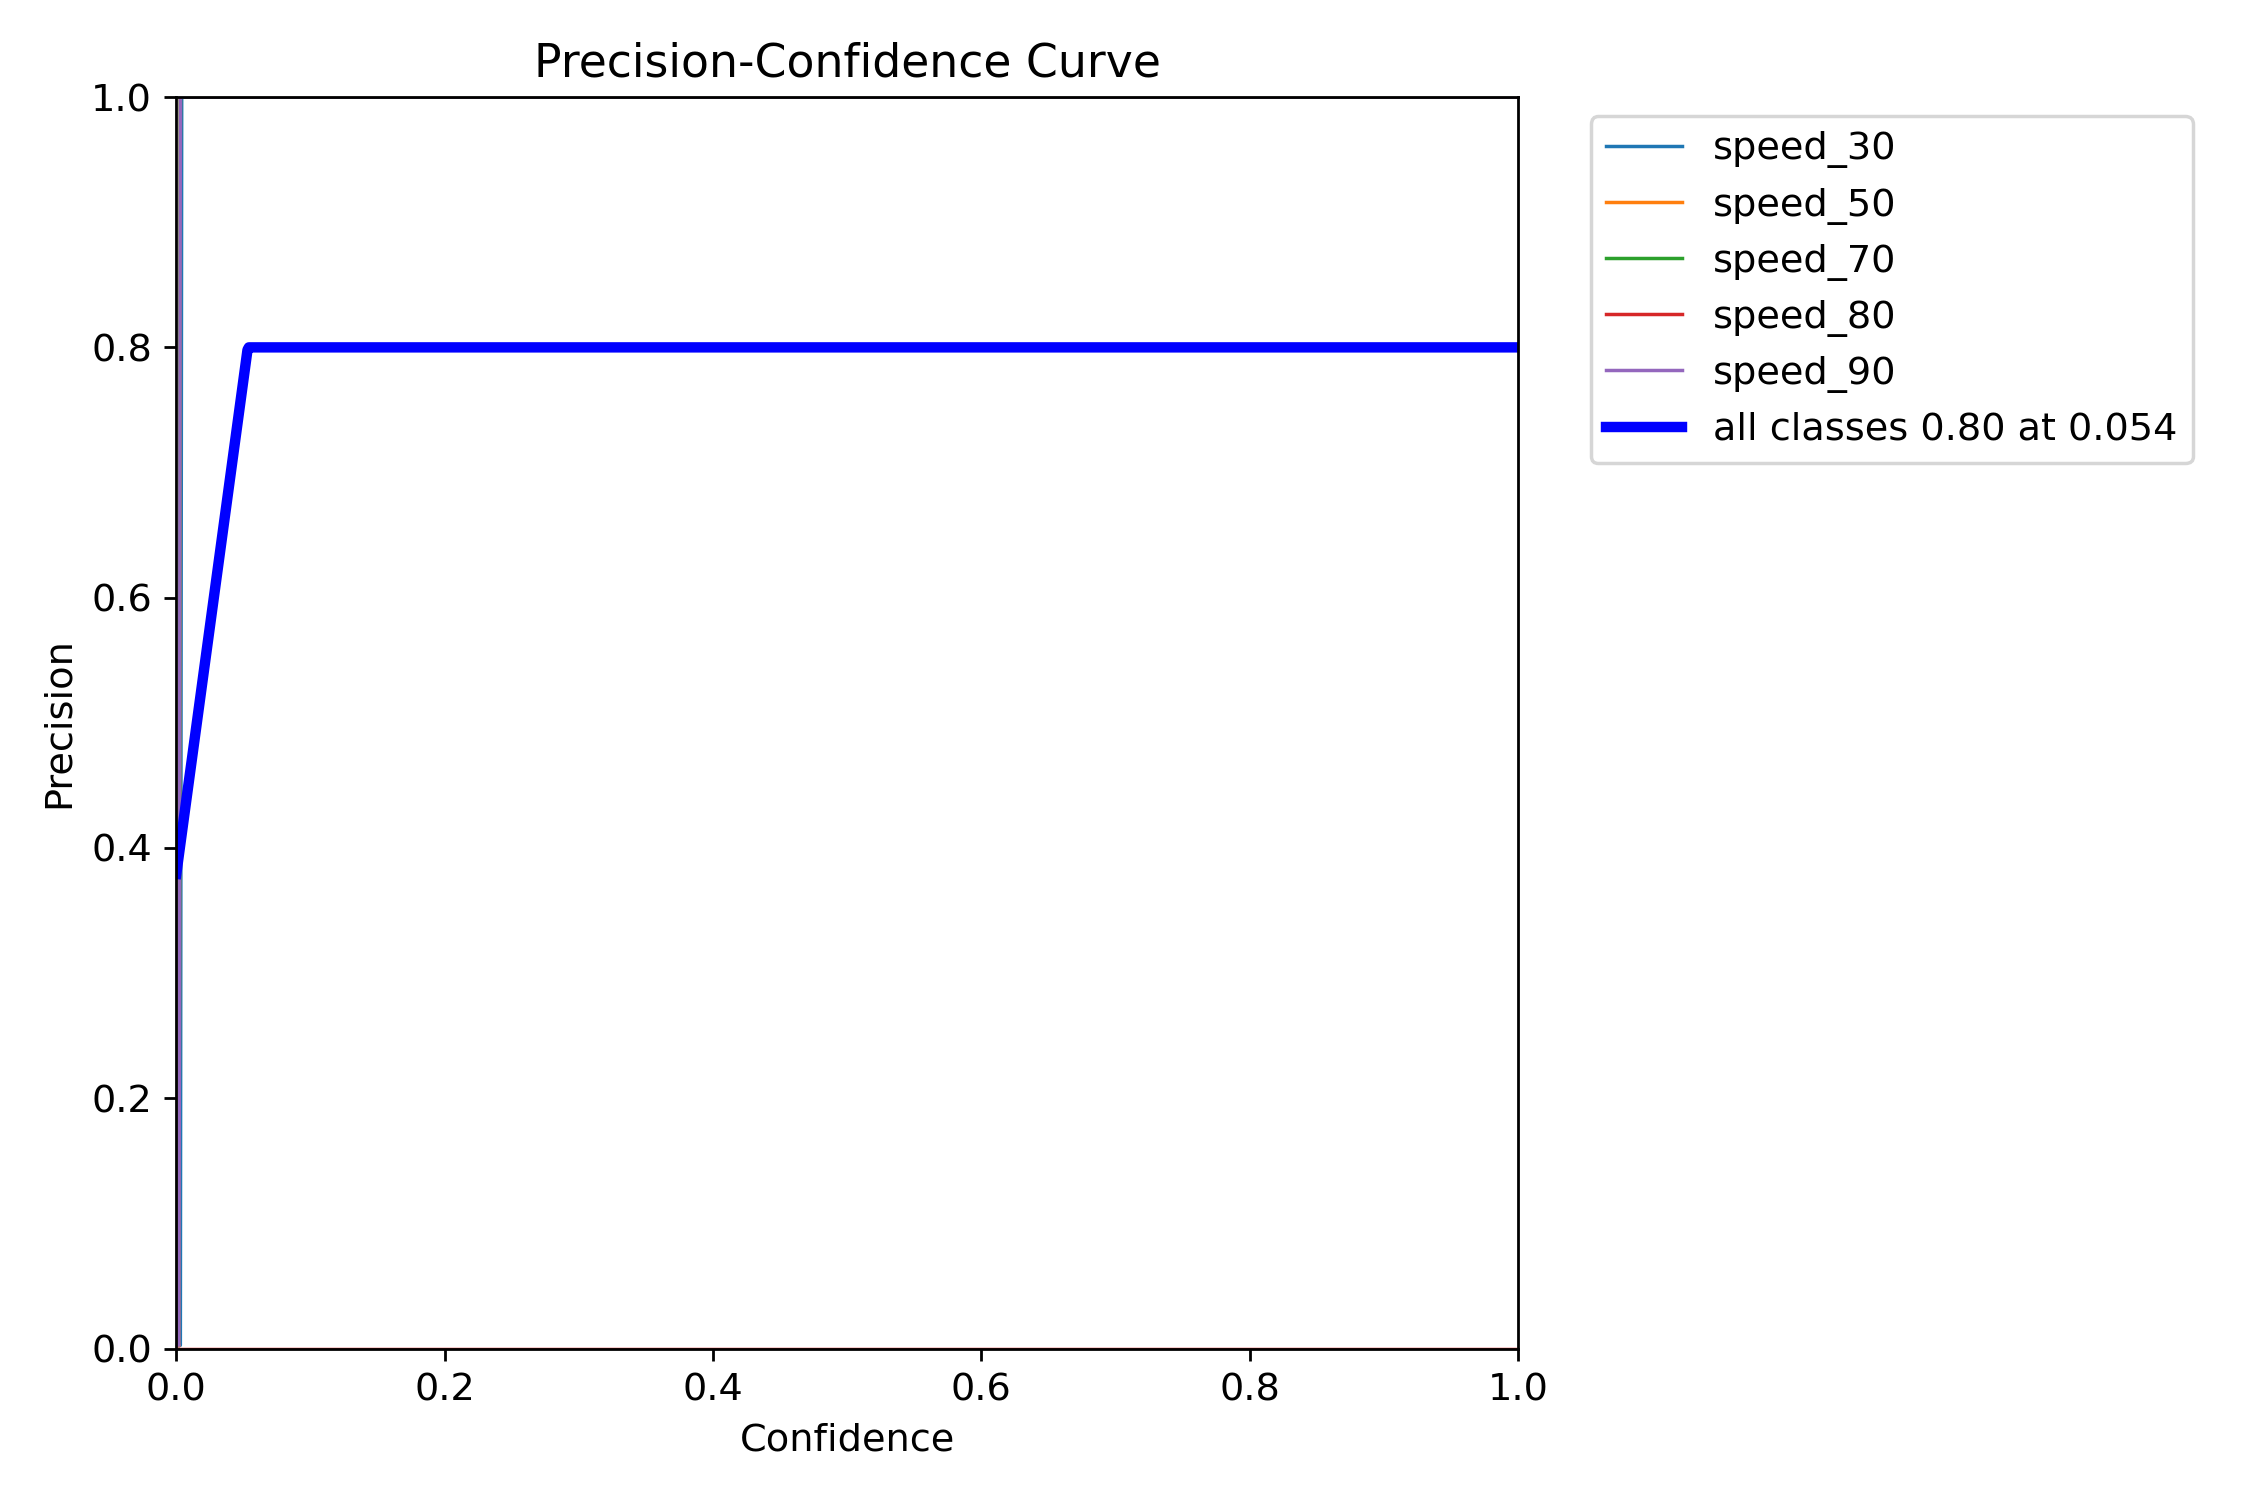 Precision-Confidence Curve
1.0
0.8
0.6
0.4
0.2
0.0
Precision
0.0 0.2 0.4 0.6 0.8 1.0
Confidence
speed_30
speed_50
speed_70
speed_80
speed_90
all classes 0.80 at 0.054